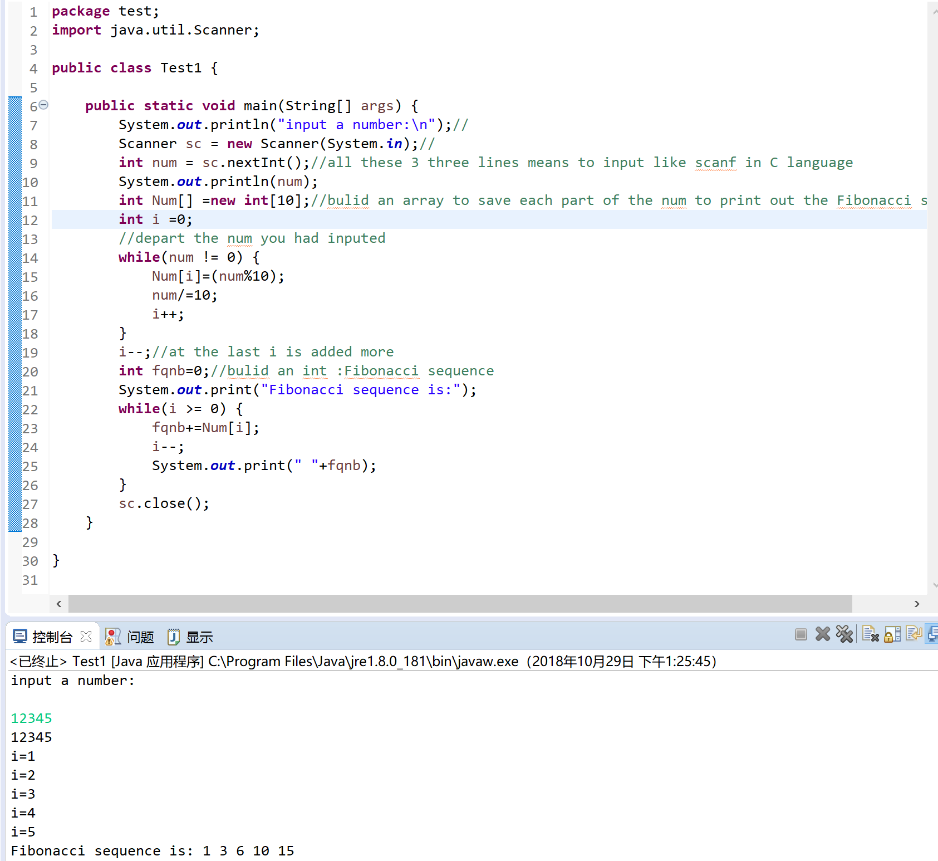 1 package test;
2 import java.util.Scanner;
3
4 public class Test1 {
5
6 public static void main(String[] args) {
7 System.out.println("input a number:\n");//
8 Scanner sc = new Scanner(System.in);//
9 int num = sc.nextInt();//all these 3 three lines means to input like scanf in C language
10 System.out.println(num);
11 int Num[] =new int[10];//bulid an array to save each part of the num to print out the Fibonacci s
12 int i =0;
13 //depart the num you had inputed
14 while(num != 0) {
15 Num[i]=(num%10);
16 num/=10;
17 i++;
18 }
19 i--;//at the last i is added more
20 int fqnb=0;//bulid an int :Fibonacci sequence
21 System.out.print("Fibonacci sequence is:");
22 while(i >= 0) {
23 fqnb+=Num[i];
24 i--;
25 System.out.print(" "+fqnb);
26 }
27 sc.close();
28 }
29
30 }
31
控制台 问题 显示
<已终止> Test1 [Java 应用程序] C:\Program Files\Java\jre1.8.0_181\bin\javaw.exe（2018年10月29日 下午1:25:45）
input a number:

12345
12345
i=1
i=2
i=3
i=4
i=5
Fibonacci sequence is: 1 3 6 10 15